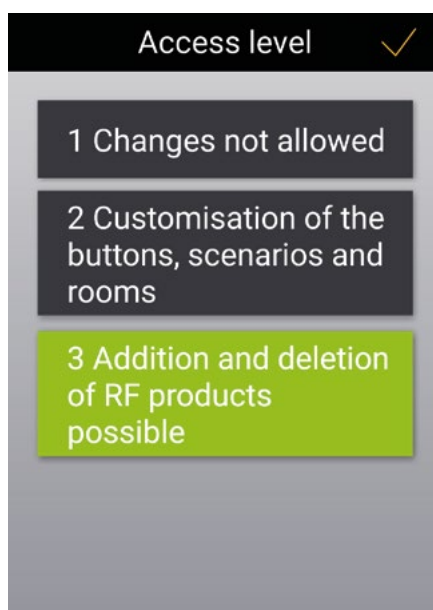 Access level
1 Changes not allowed
2 Customisation of the
buttons, scenarios and
rooms
3 Addition and deletion
of RF products
possible